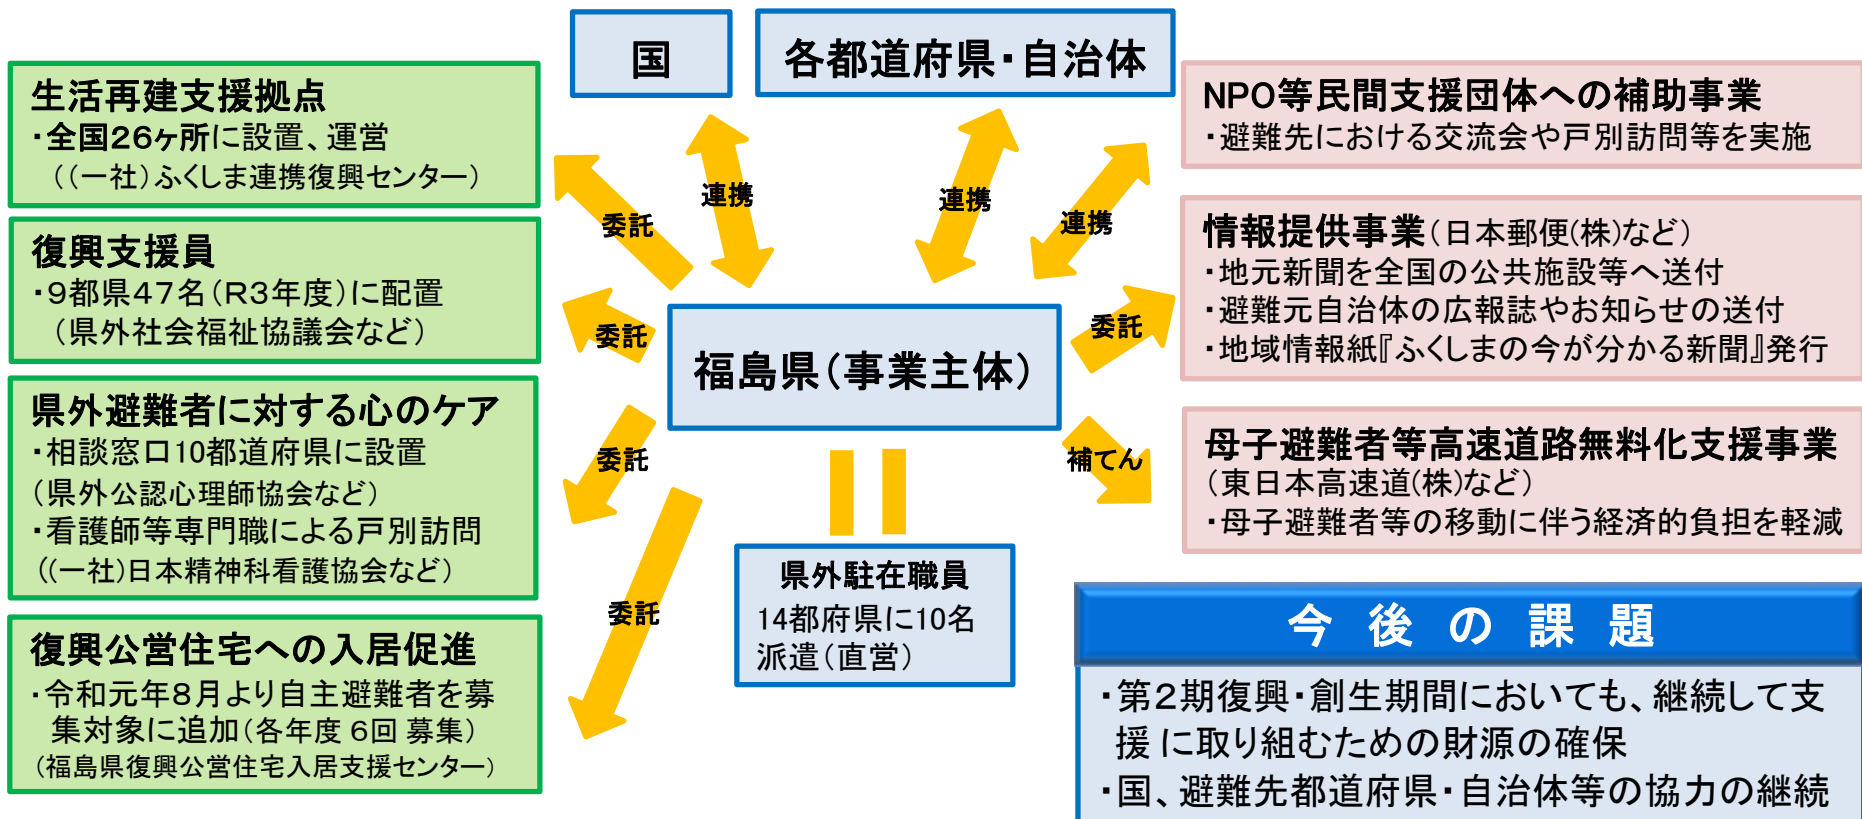 国
各都道府県・自治体
生活再建支援拠点
・全国26ヶ所に設置、運営
((一社)ふくしま連携復興センター)
復興支援員
・9都県47名(R3年度)に配置
(県外社会福祉協議会など)
県外避難者に対する心のケア
・相談窓口10都道府県に設置
(県外公認心理師協会など)
・看護師等専門職による戸別訪問
((一社)日本精神科看護協会など)
復興公営住宅への入居促進
・令和元年8月より自主避難者を募
集対象に追加(各年度 6回 募集)
(福島県復興公営住宅入居支援センター)
委託
連携
連携
連携
委託
委託
委託
委託
補てん
福島県(事業主体)
県外駐在職員
14都府県に10名
派遣(直営)
NPO等民間支援団体への補助事業
・避難先における交流会や戸別訪問等を実施
情報提供事業(日本郵便(株)など)
・地元新聞を全国の公共施設等へ送付
・避難元自治体の広報誌やお知らせの送付
・地域情報紙『ふくしまの今が分かる新聞』発行
母子避難者等高速道路無料化支援事業
(東日本高速道(株)など)
・母子避難者等の移動に伴う経済的負担を軽減
今後の課題
・第2期復興・創生期間においても、継続して支
援 に取り組むための財源の確保
・国、避難先都道府県・自治体等の協力の継続